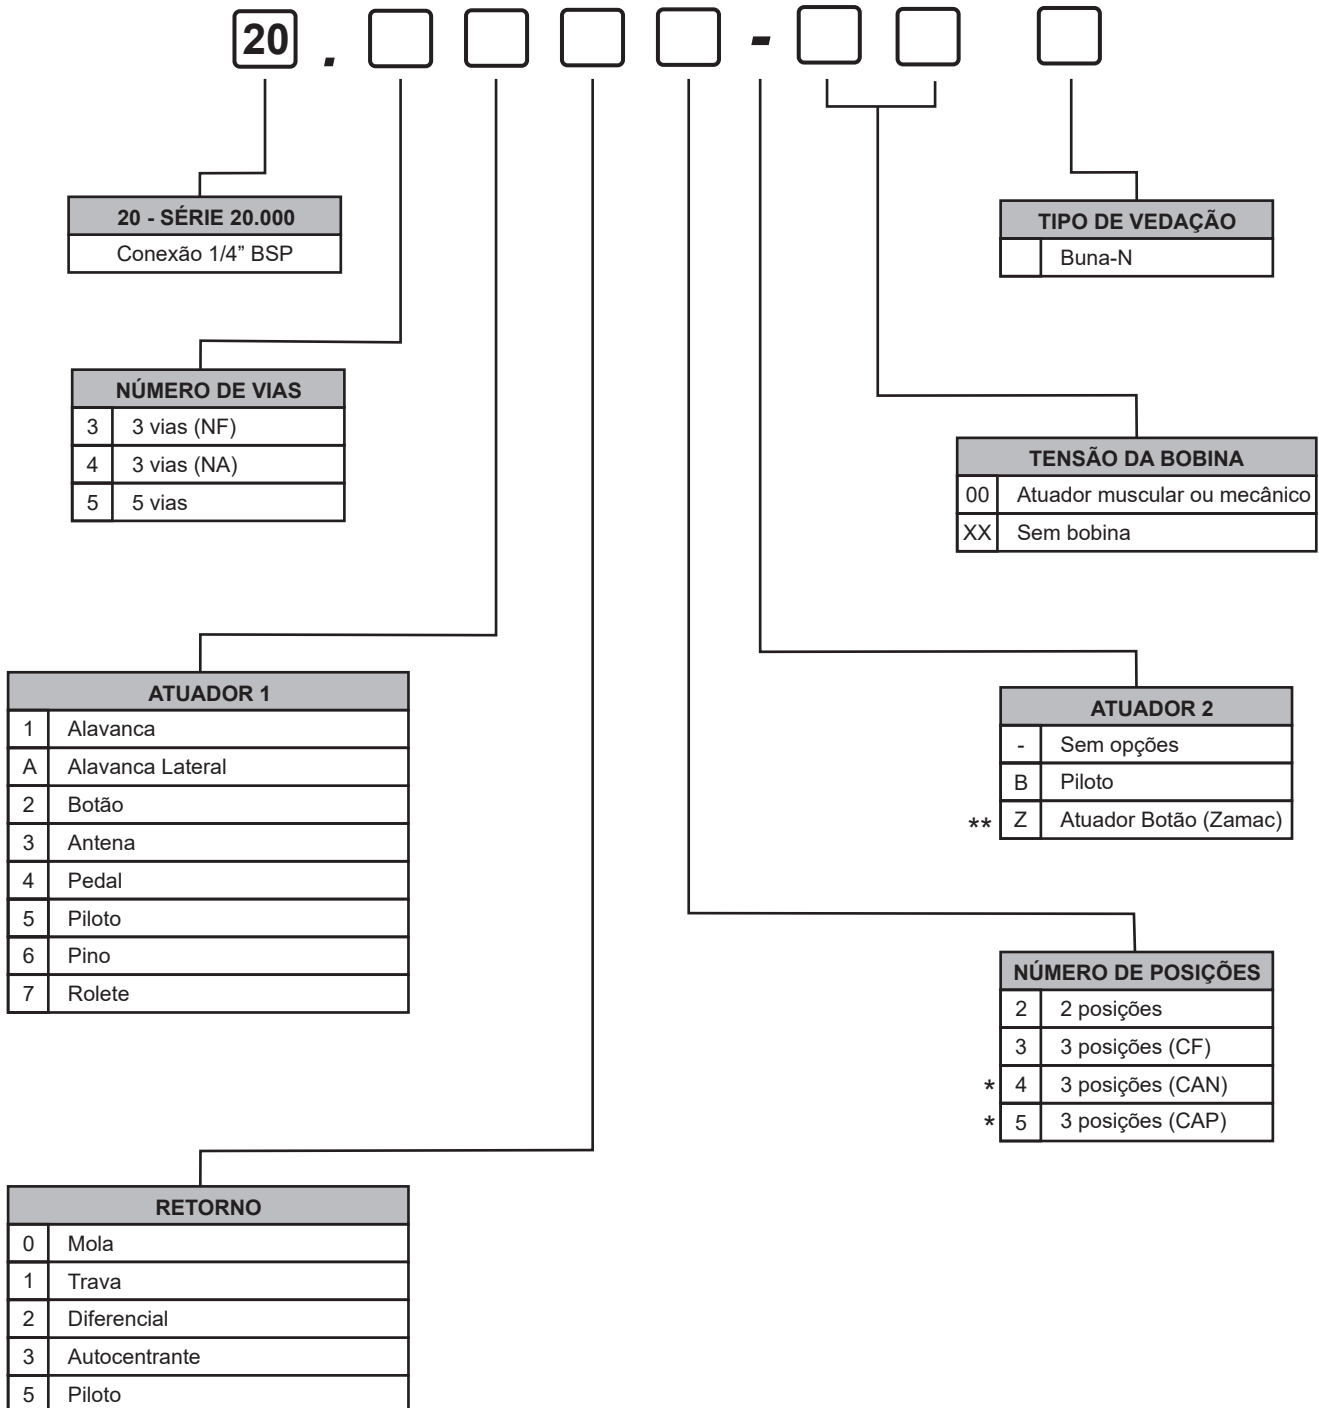 20 . -
20 - SÉRIE 20.000
Conexão 1/4” BSP
TIPO DE VEDAÇÃO
Buna-N
NÚMERO DE VIAS
3 3 vias (NF)
4 3 vias (NA)
5 5 vias
TENSÃO DA BOBINA
00 Atuador muscular ou mecânico
XX Sem bobina
ATUADOR 1
1 Alavanca
A Alavanca Lateral
2 Botão
3 Antena
4 Pedal
5 Piloto
6 Pino
7 Rolete
ATUADOR 2
- Sem opções
B Piloto
** Z Atuador Botão (Zamac)
NÚMERO DE POSIÇÕES
2 2 posições
3 3 posições (CF)
* 4 3 posições (CAN)
* 5 3 posições (CAP)
RETORNO
0 Mola
1 Trava
2 Diferencial
3 Autocentrante
5 Piloto